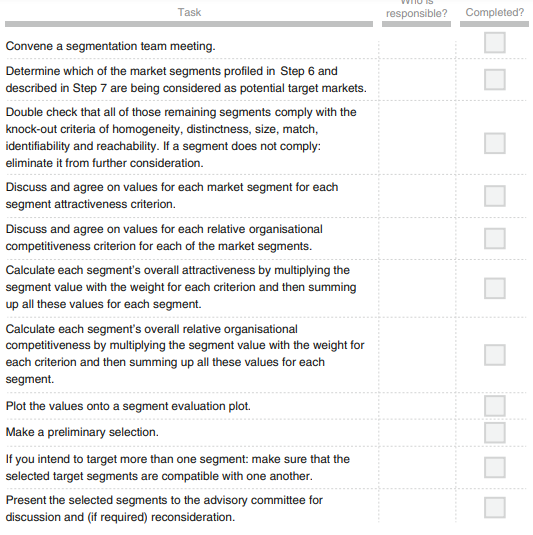 Who is
Task responsible? Completed?
Convene a segmentation team meeting.
Determine which of the market segments profiled in Step 6 and
described in Step 7 are being considered as potential target markets.
Double check that all of those remaining segments comply with the
knock-out criteria of homogeneity, distinctness, size, match,
identifiability and reachability. If a segment does not comply:
eliminate it from further consideration.
Discuss and agree on values for each market segment for each
segment attractiveness criterion.
Discuss and agree on values for each relative organisational
competitiveness criterion for each of the market segments.
Calculate each segment's overall attractiveness by multiplying the
segment value with the weight for each criterion and then summing
up all these values for each segment.
Calculate each segment's overall relative organisational
competitiveness by multiplying the segment value with the weight for
each criterion and then summing up all these values for each
segment.
Plot the values onto a segment evaluation plot.
Make a preliminary selection.
If you intend to target more than one segment: make sure that the
selected target segments are compatible with one another.
Present the selected segments to the advisory committee for
discussion and (if required) reconsideration.